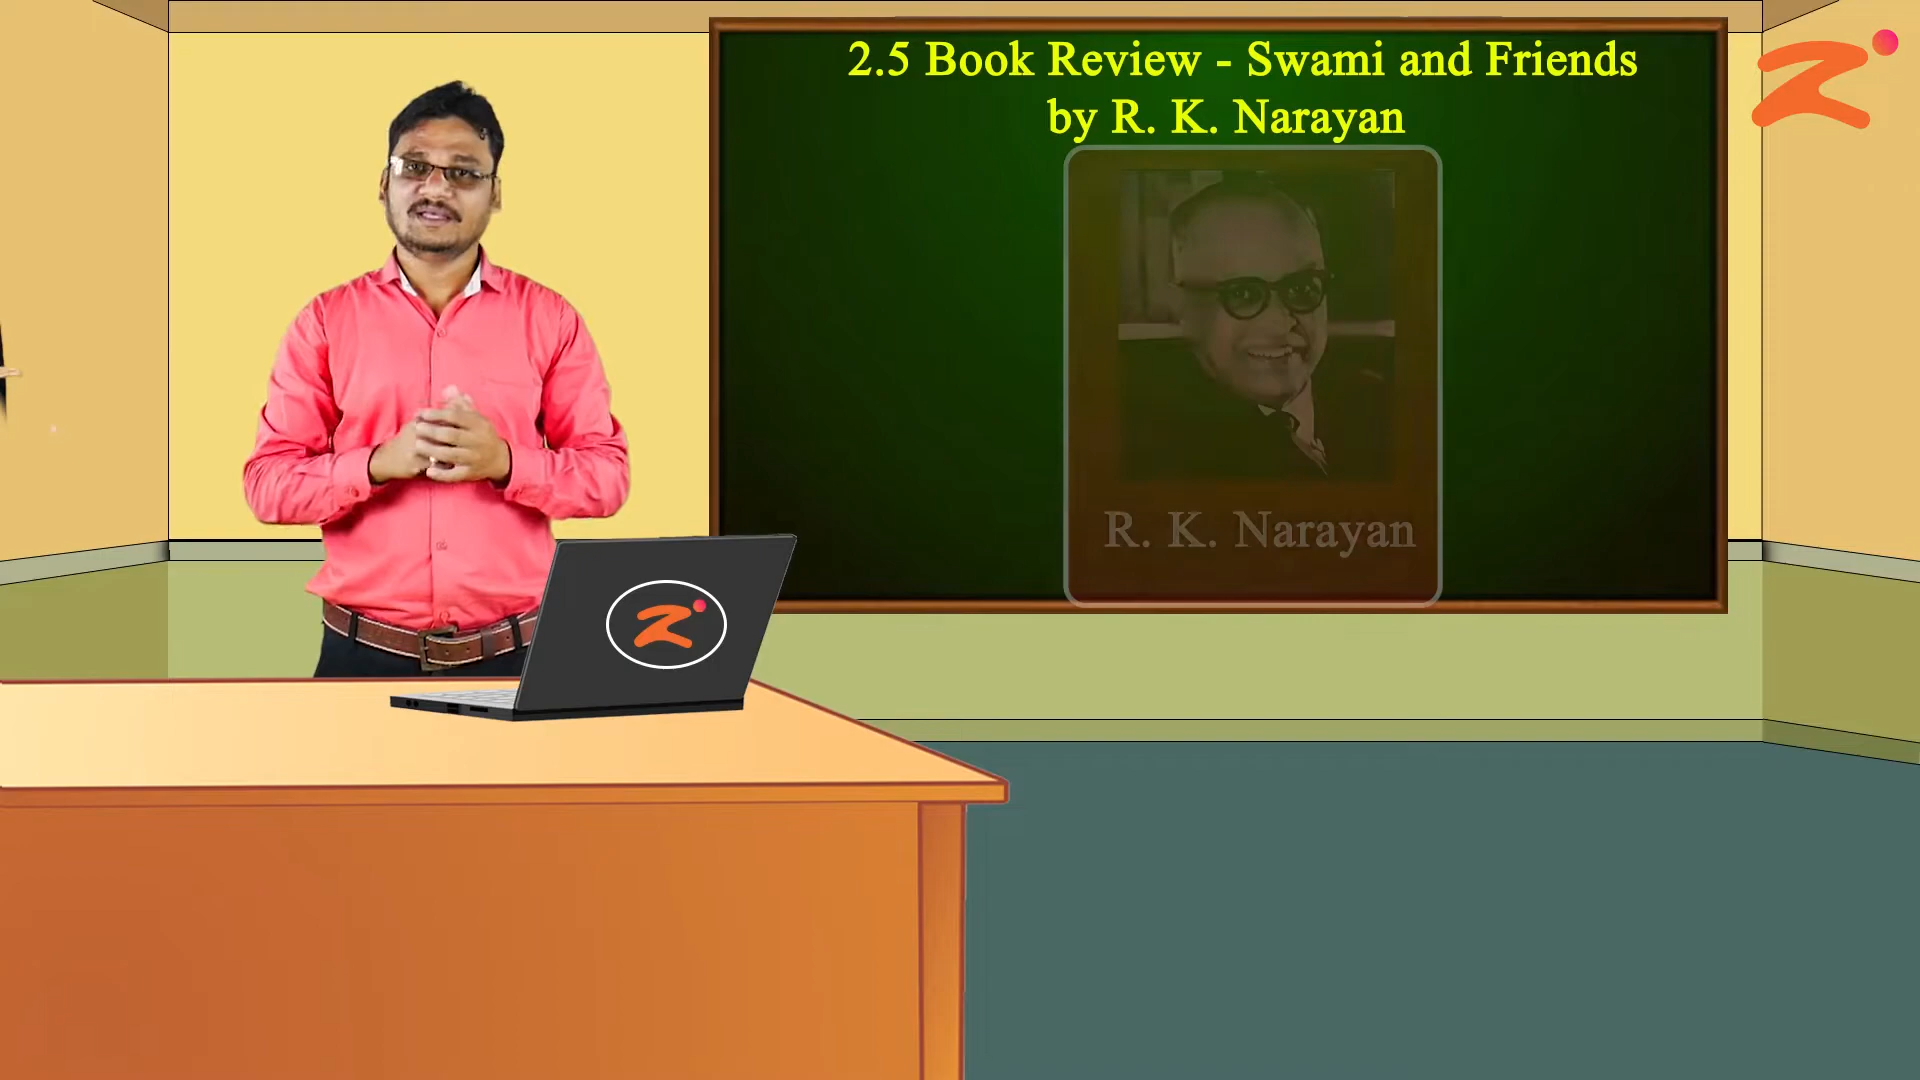 2.5 Book Review - Swami and Friends
by R. K. Narayan
R. K. Narayan